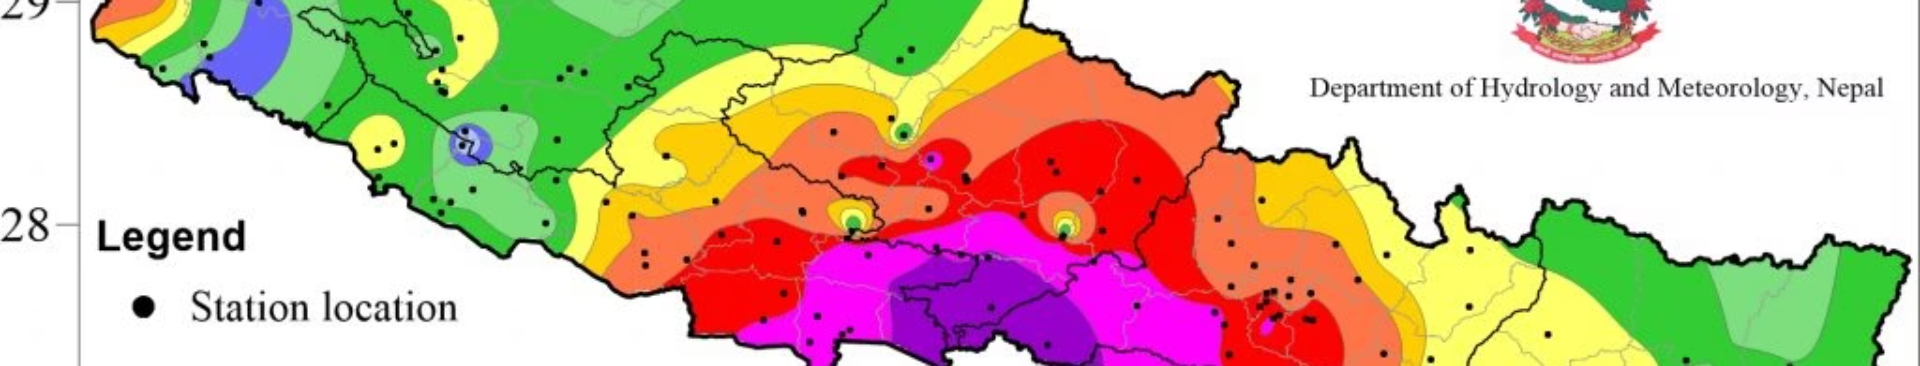 29
Department of Hydrology and Meteorology, Nepal
28
Legend
Station location